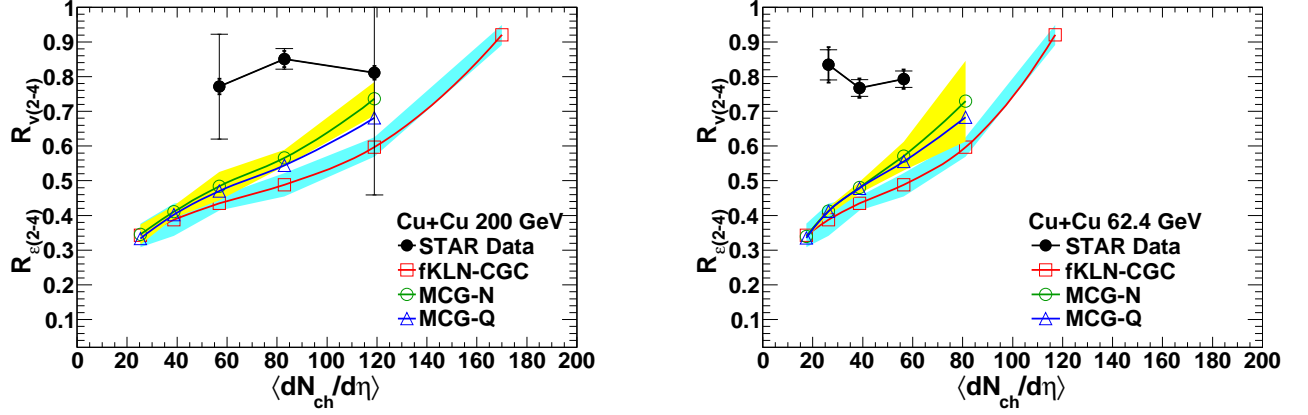 R_v(2-4)
R_ε(2-4)
1
0.9
0.8
0.7
0.6
0.5
0.4
0.3
0.2
0.1
Cu+Cu 200 GeV
STAR Data
fKLN-CGC
MCG-N
MCG-Q
0 20 40 60 80 100 120 140 160 180 200
⟨dN_ch/dη⟩
R_v(2-4)
R_ε(2-4)
1
0.9
0.8
0.7
0.6
0.5
0.4
0.3
0.2
0.1
Cu+Cu 62.4 GeV
STAR Data
fKLN-CGC
MCG-N
MCG-Q
0 20 40 60 80 100 120 140 160 180 200
⟨dN_ch/dη⟩